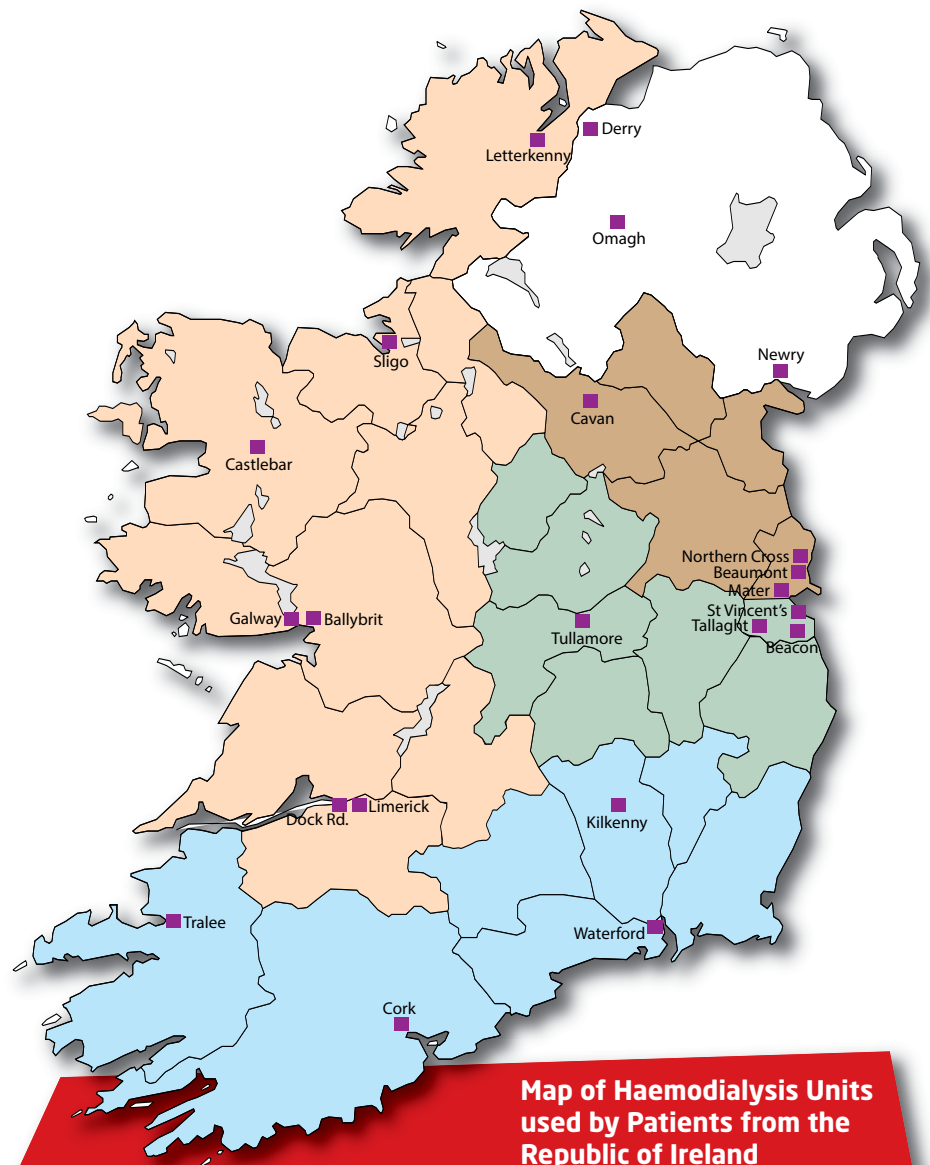 Derry
Letterkenny
Omagh
Sligo
Newry
Cavan
Castlebar
Northern Cross
Beaumont
Mater
St Vincent's
Galway
Ballybrit
Tullamore
Tallaght
Beacon
Limerick
Dock Rd.
Kilkenny
Tralee
Waterford
Cork
Map of Haemodialysis Units
used by Patients from the
Republic of Ireland